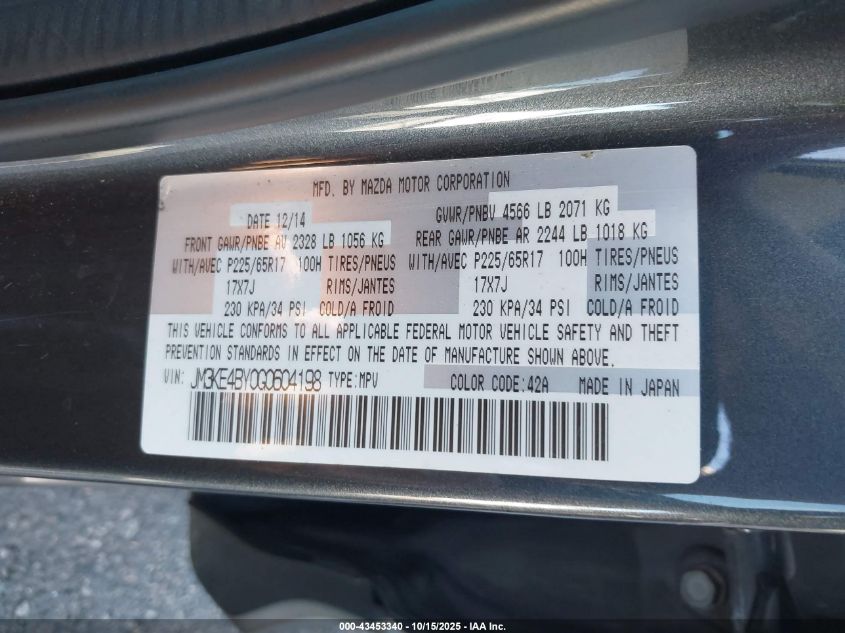 MFD. BY MAZDA MOTOR CORPORATION
DATE 12/14 GVWR/PNBV 4566 LB 2071 KG
FRONT GAWR/PNBE AV 2328 LB 1056 KG REAR GAWR/PNBE AR 2244 LB 1018 KG
WITH/AVEC P225/65R17 100H TIRES/PNEUS WITH/AVEC P225/65R17 100H TIRES/PNEUS
17X7J RIMS/JANTES 17X7J RIMS/JANTES
230 KPA/34 PSI COLD/A FROID 230 KPA/34 PSI COLD/A FROID
THIS VEHICLE CONFORMS TO ALL APPLICABLE FEDERAL MOTOR VEHICLE SAFETY AND THEFT
PREVENTION STANDARDS IN EFFECT ON THE DATE OF MANUFACTURE SHOWN ABOVE.
VIN: JM3KE4BY0G0604198 TYPE:MPV COLOR CODE:42A MADE IN JAPAN
000-43453340 - 10/15/2025 - IAA Inc.